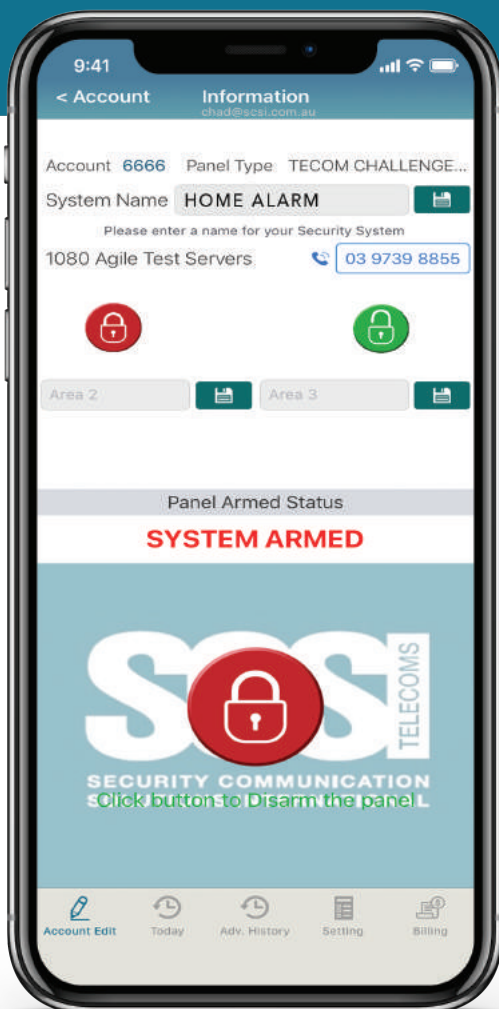 9:41
< Account Information
chad@scsi.com.au
Account 6666 Panel Type TECOM CHALLENGE...
System Name HOME ALARM
Please enter a name for your Security System
1080 Agile Test Servers 03 9739 8855
Area 2 Area 3
Panel Armed Status
SYSTEM ARMED
SCSI
TELECOMS
SECURITY COMMUNICATION
Click button to Disarm the panel
Account Edit Today Adv. History Setting Billing